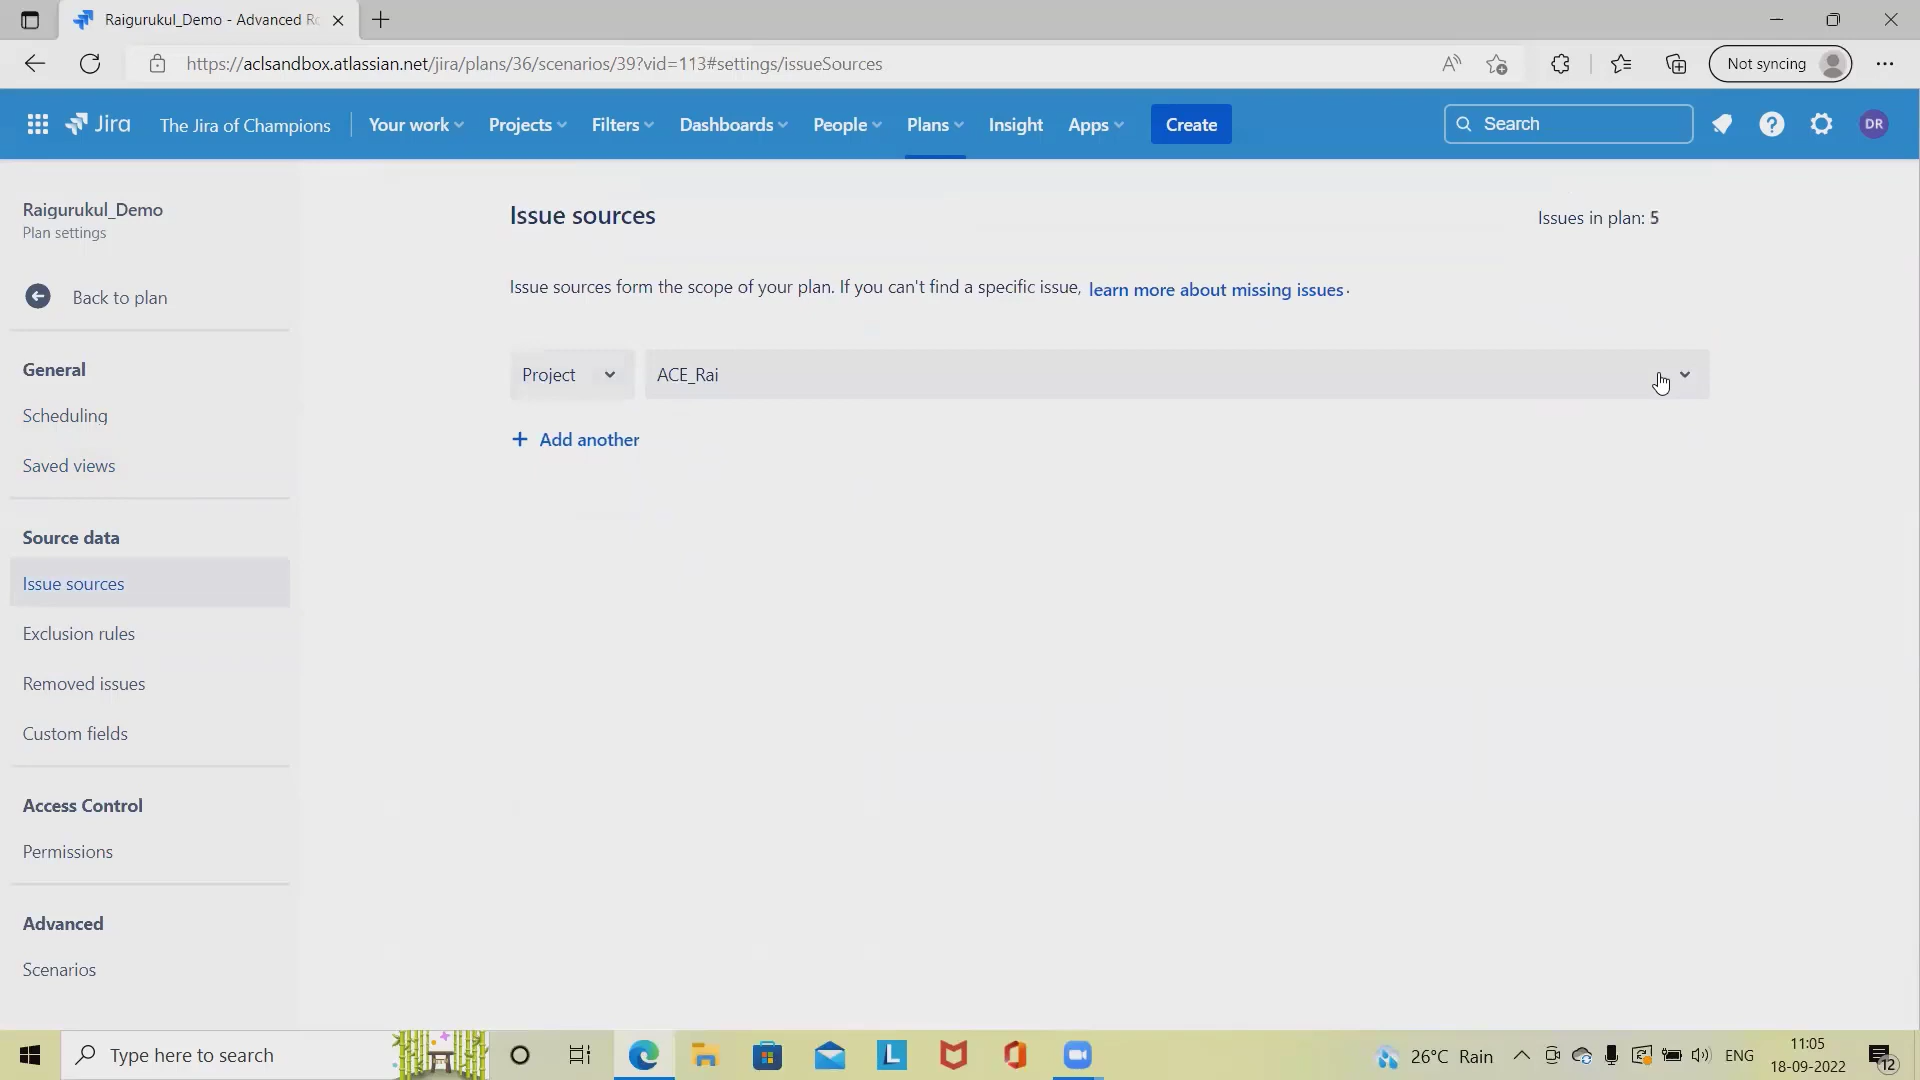 Raigurukul_Demo - Advanced Ro
https://aclsandbox.atlassian.net/jira/plans/36/scenarios/39?vid=113#settings/issueSources
A
Not syncing
Jira
The Jira of Champions
Your work
Projects
Filters
Dashboards
People
Plans
Insight
Apps
Create
Search
DR
Raigurukul_Demo
Plan settings
Back to plan
General
Scheduling
Saved views
Source data
Issue sources
Exclusion rules
Removed issues
Custom fields
Access Control
Permissions
Advanced
Scenarios
Issue sources
Issues in plan: 5
Issue sources form the scope of your plan. If you can't find a specific issue, learn more about missing issues.
Project
ACE_Rai
+ Add another
Type here to search
L
26°C Rain
ENG
11:05
18-09-2022
12